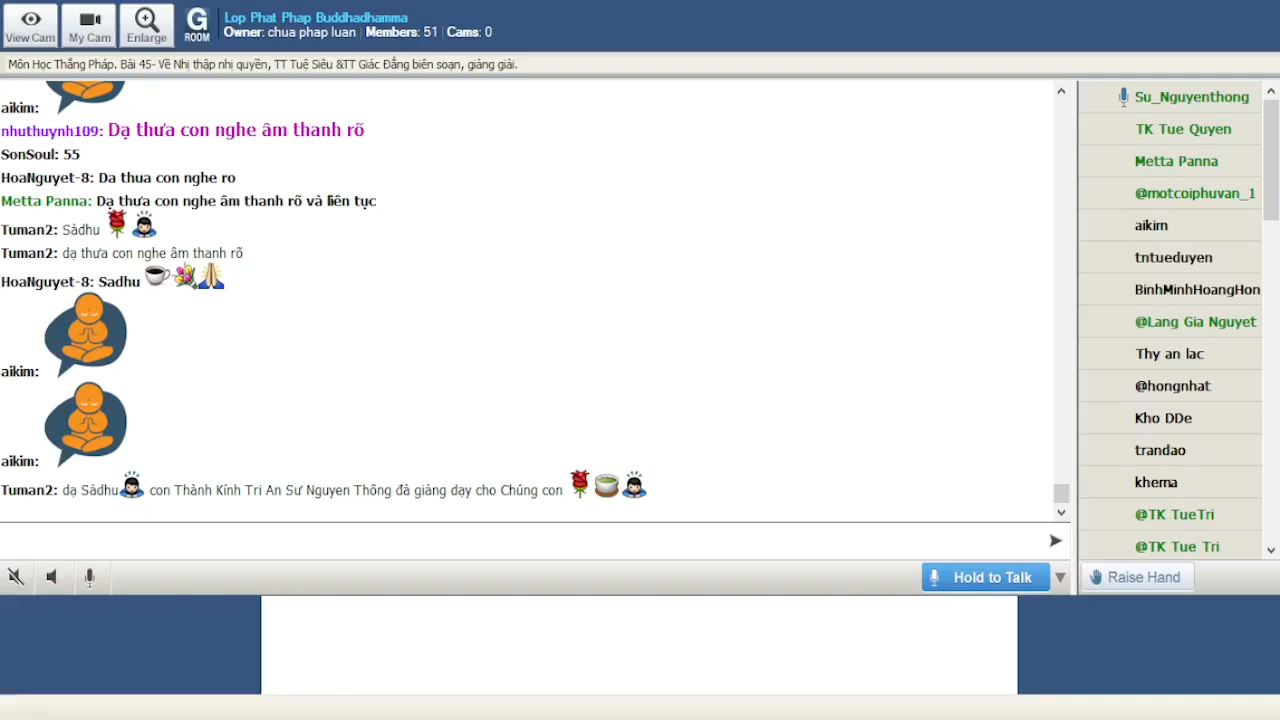 View Cam
My Cam
Enlarge
G
ROOM
Lop Phat Phap Buddhadhamma
Owner: chua phap luan | Members: 51 | Cams: 0
Môn Học Thắng Pháp. Bài 45- Về Nhị thập nhị quyền, TT Tuệ Siêu &TT Giác Đẳng biên soạn, giảng giải.
aikim:
nhuthuynh109: Dạ thưa con nghe âm thanh rõ
SonSoul: 55
HoaNguyet-8: Da thua con nghe ro
Metta Panna: Dạ thưa con nghe âm thanh rõ và liên tục
Tuman2: Sàdhu
Tuman2: dạ thưa con nghe âm thanh rõ
HoaNguyet-8: Sadhu
aikim:
aikim:
Tuman2: dạ Sàdhu con Thành Kính Tri An Sư Nguyen Thông đả giảng dạy cho Chúng con
Hold to Talk
Su_Nguyenthong
TK Tue Quyen
Metta Panna
@motcoiphuvan_1
aikim
tntueduyen
BinhMinhHoangHon
@Lang Gia Nguyet
Thy an lac
@hongnhat
Kho DDe
trandao
khema
@TK TueTri
@TK Tue Tri
Raise Hand